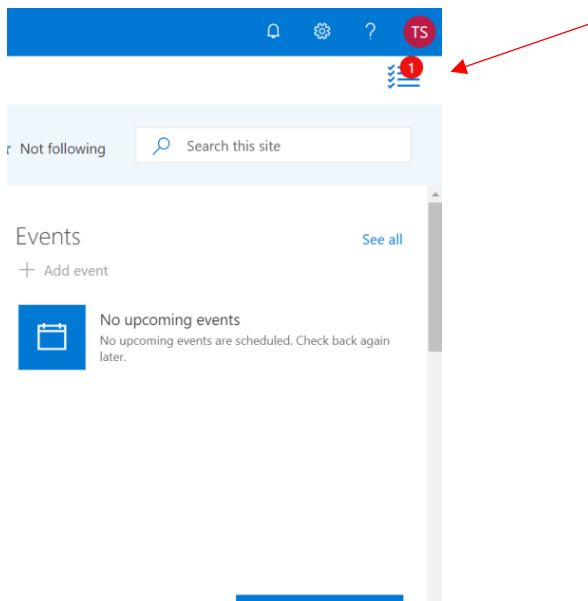 ? TS
1
Not following
Search this site
Events
See all
+ Add event
No upcoming events
No upcoming events are scheduled. Check back again
later.